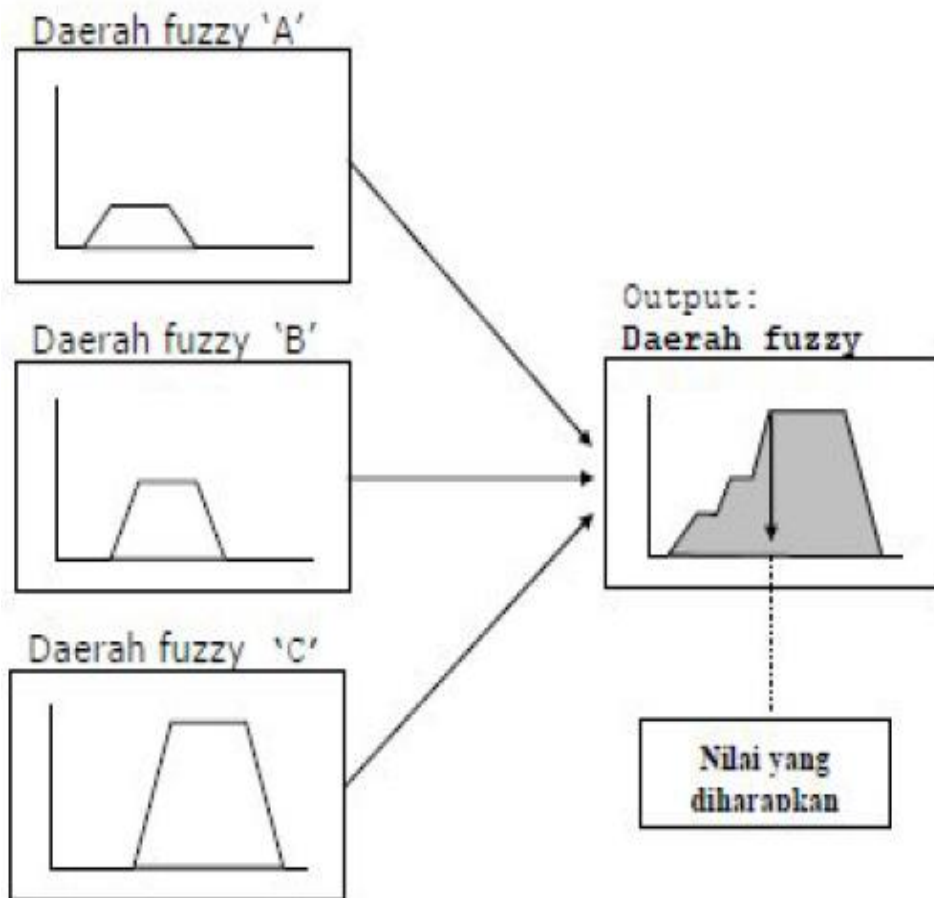 Daerah fuzzy ‘A’
Daerah fuzzy ‘B’
Daerah fuzzy ‘C’
Output:
Daerah fuzzy
Nilai yang
diharapkan